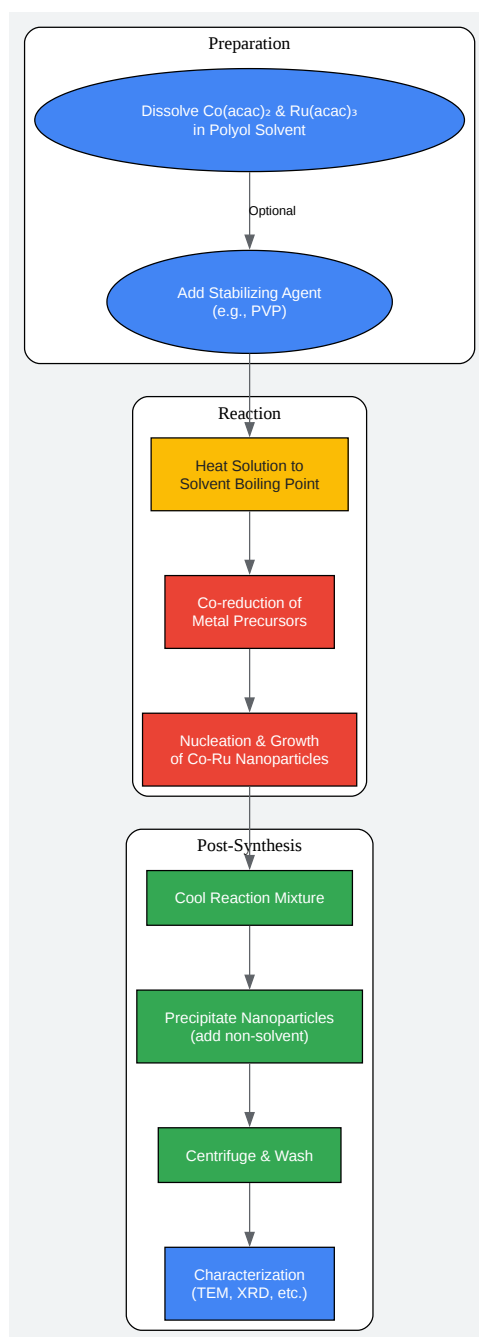 Preparation
Dissolve Co(acac)₂ & Ru(acac)₃
in Polyol Solvent
Optional
Add Stabilizing Agent
(e.g., PVP)
Reaction
Heat Solution to
Solvent Boiling Point
Co-reduction of
Metal Precursors
Nucleation & Growth
of Co-Ru Nanoparticles
Post-Synthesis
Cool Reaction Mixture
Precipitate Nanoparticles
(add non-solvent)
Centrifuge & Wash
Characterization
(TEM, XRD, etc.)